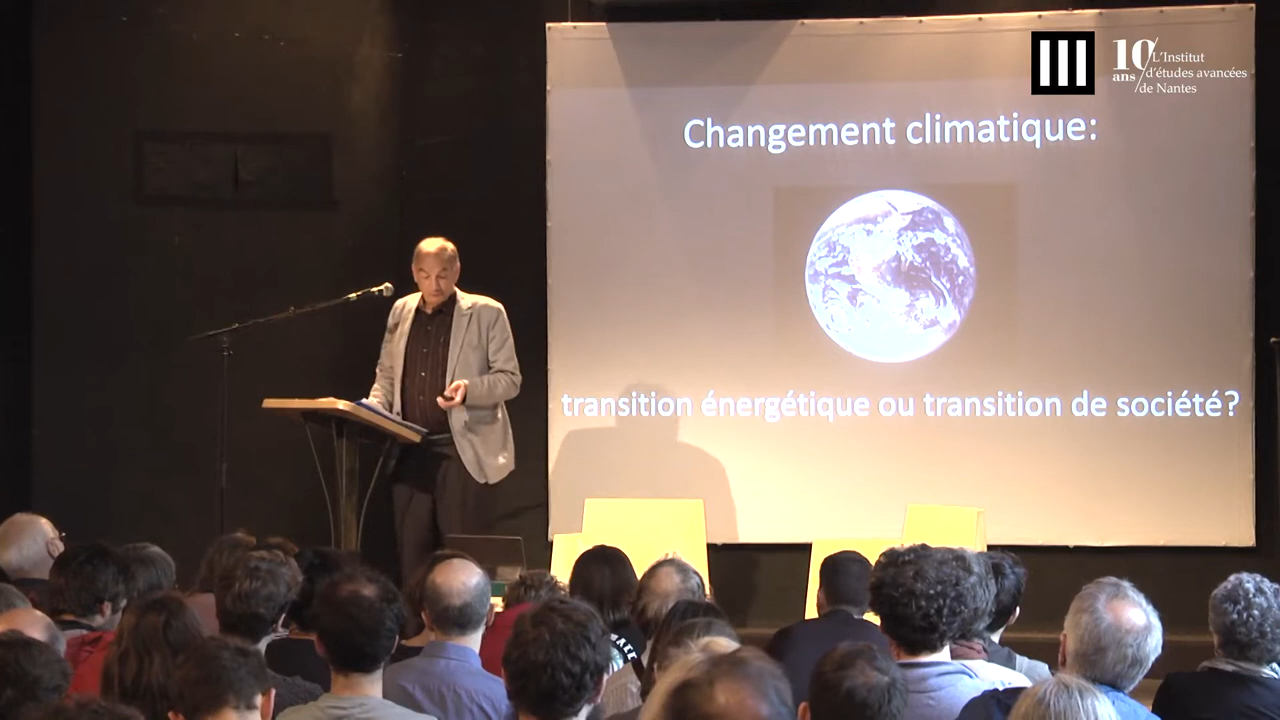 10 ans
L'Institut
d'études avancées
de Nantes
Changement climatique:
transition énergétique ou transition de société?